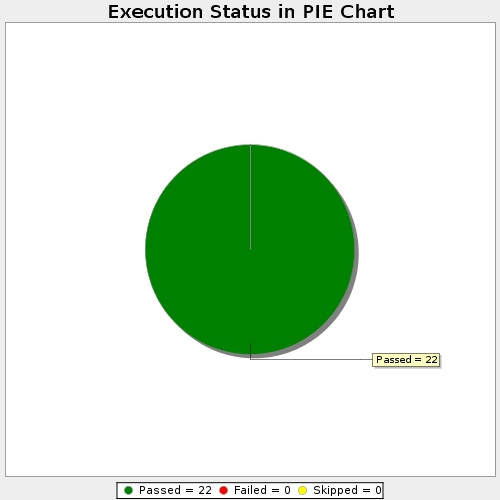 Execution Status in PIE Chart
Passed = 22
Passed = 22 Failed = 0 Skipped = 0